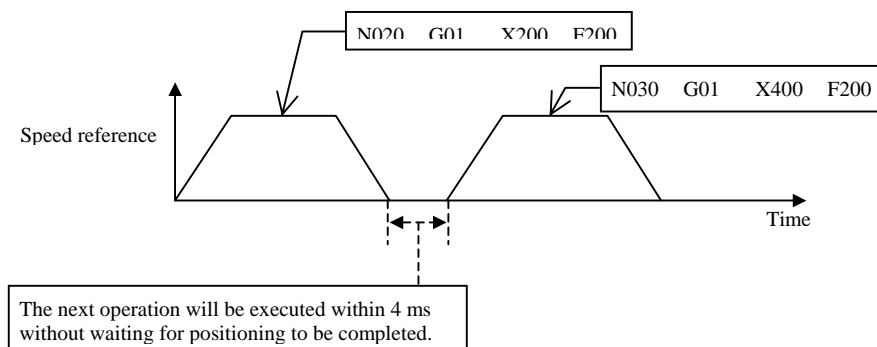 N020 G01 X200 F200
N030 G01 X400 F200
Speed reference
Time
The next operation will be executed within 4 ms
without waiting for positioning to be completed.